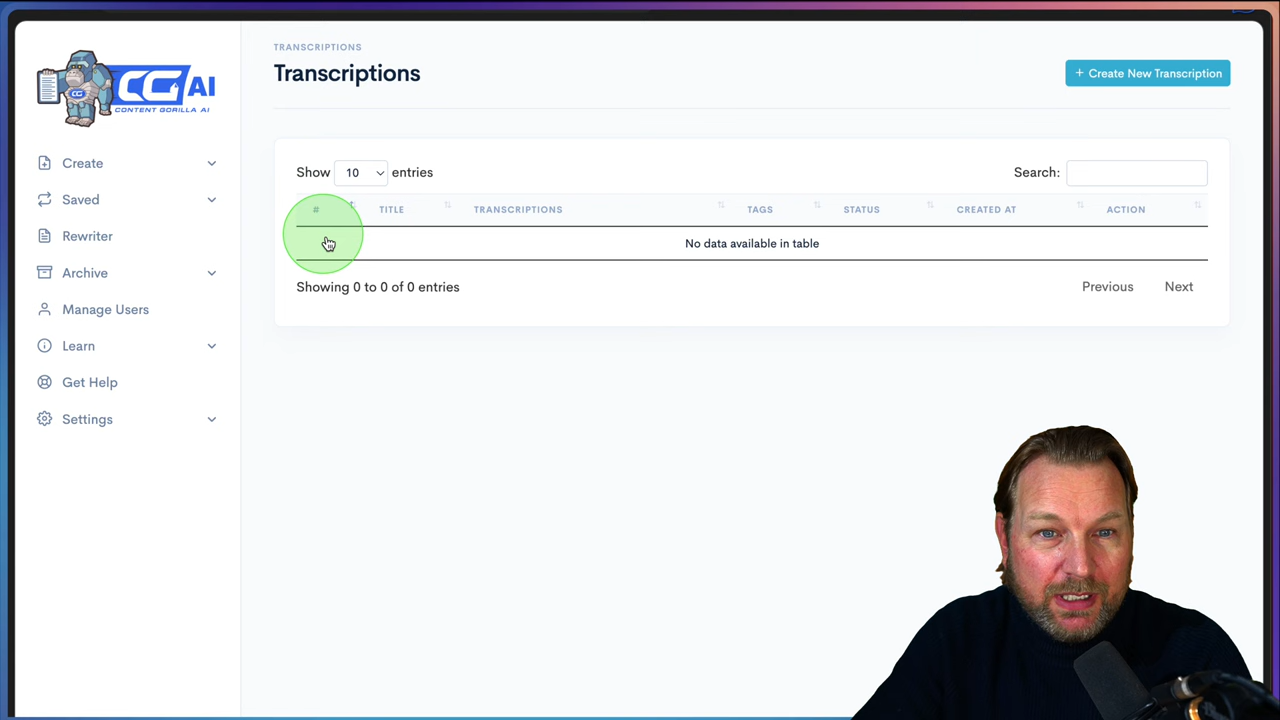 CG AI
CONTENT GORILLA AI
CG
Create
Saved
Rewriter
Archive
Manage Users
Learn
Get Help
Settings
TRANSCRIPTIONS
Transcriptions
+ Create New Transcription
Show 10 entries
Search:
# TITLE TRANSCRIPTIONS TAGS STATUS CREATED AT ACTION
No data available in table
Showing 0 to 0 of 0 entries
Previous Next